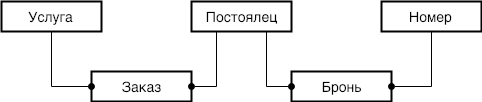 Услуга
Постоялец
Номер
Заказ
Бронь